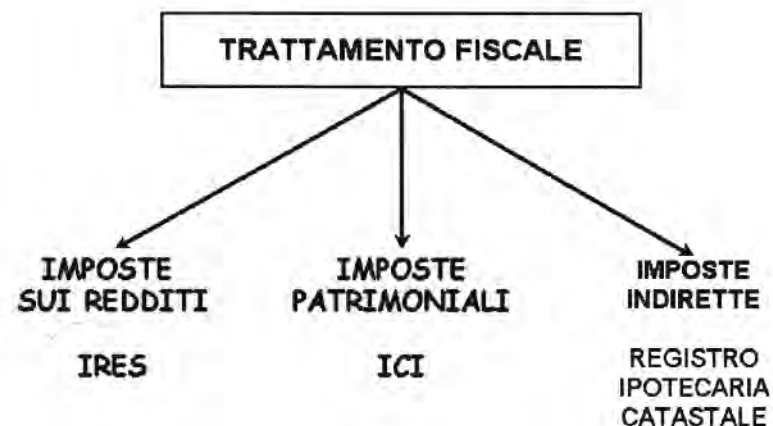 TRATTAMENTO FISCALE
IMPOSTE
SUI REDDITI
IRES
IMPOSTE
PATRIMONIALI
ICI
IMPOSTE
INDIRETTE
REGISTRO
IPOTECARIA
CATASTALE